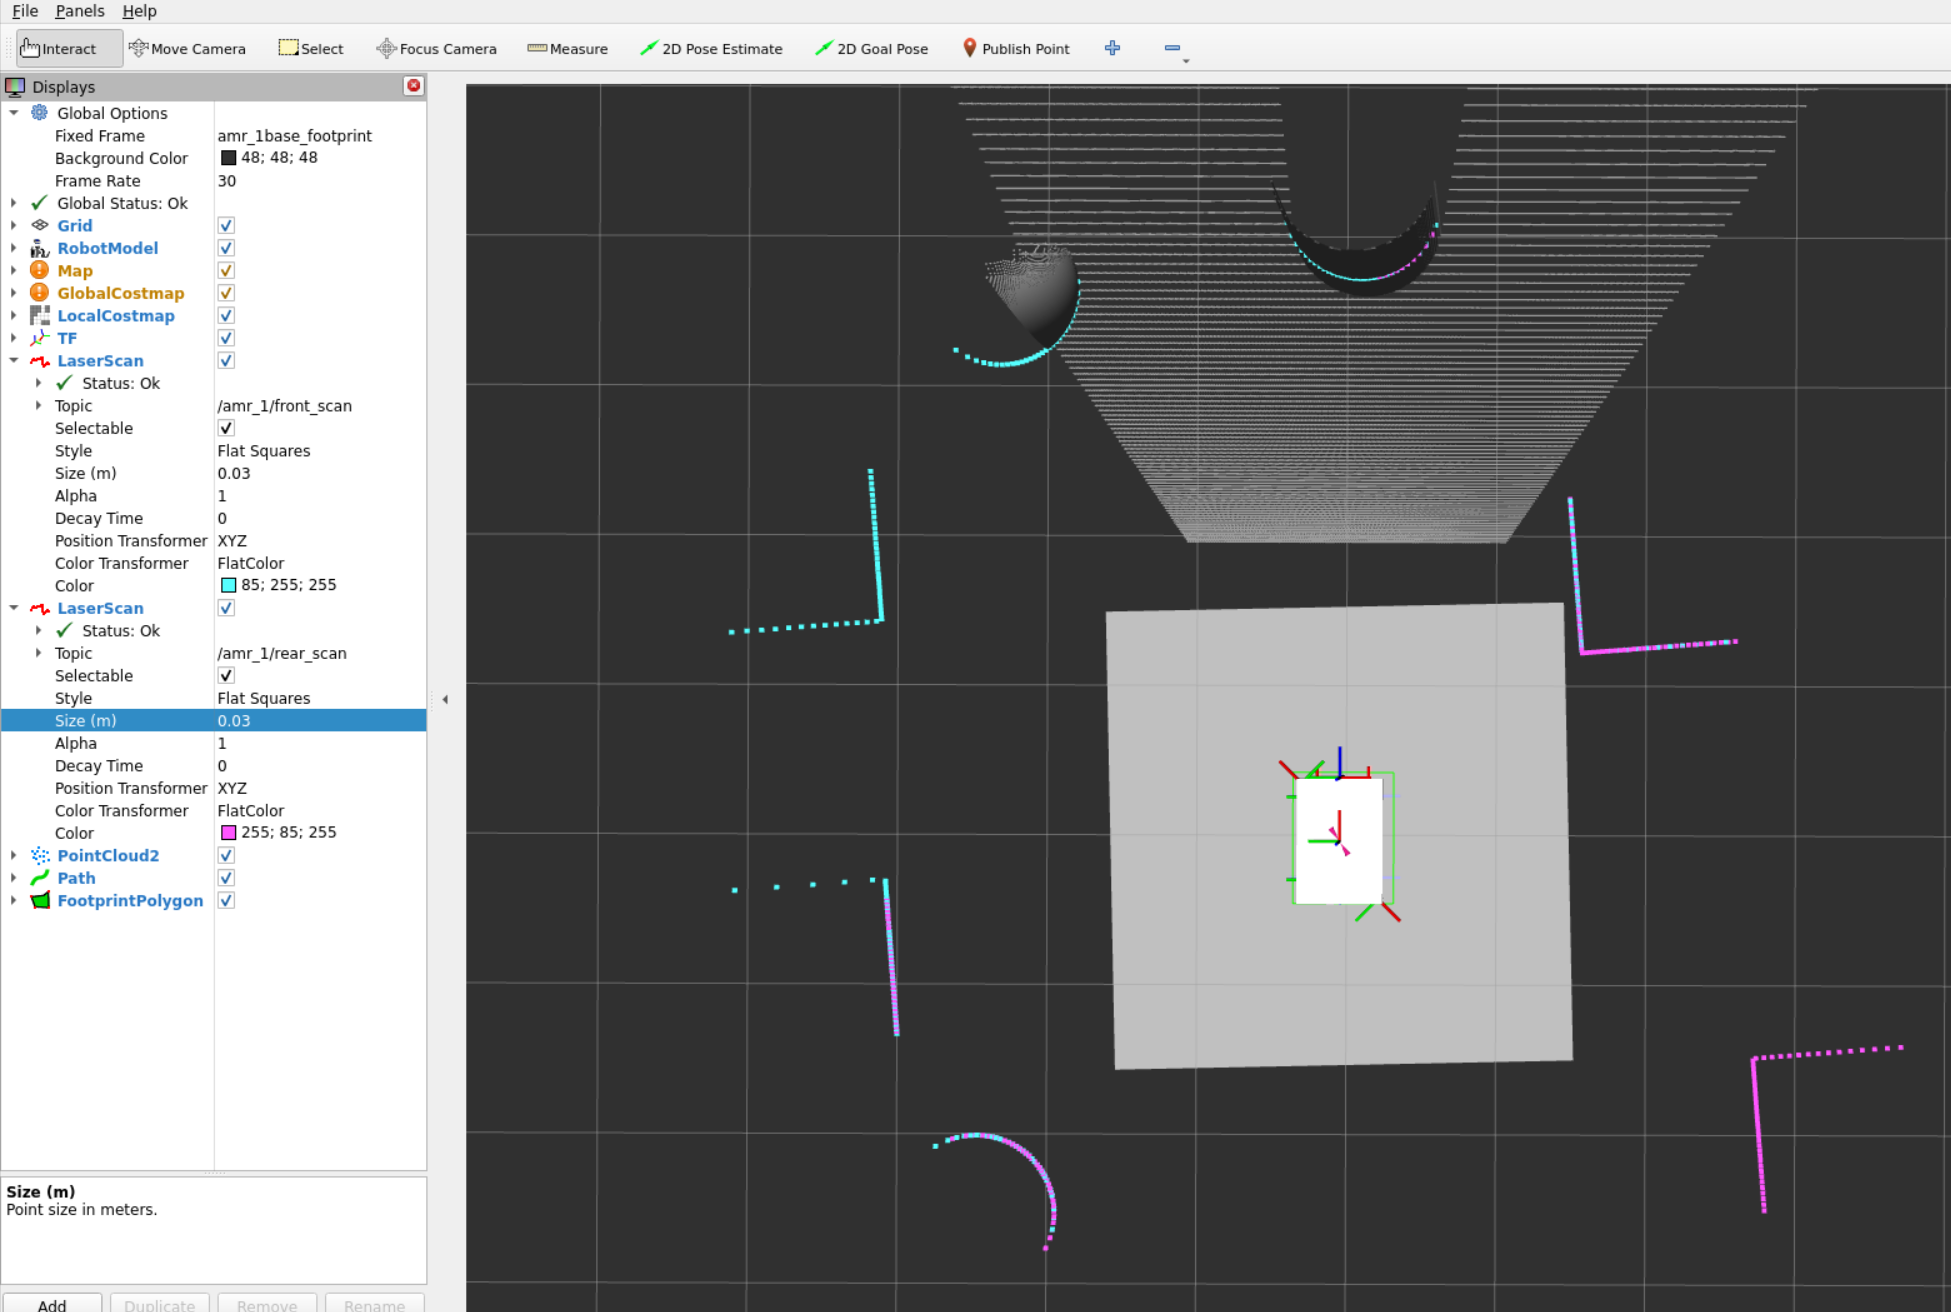 File Panels Help
Interact Move Camera Select Focus Camera Measure 2D Pose Estimate 2D Goal Pose Publish Point
Displays
Global Options
Fixed Frame amr_1base_footprint
Background Color 48; 48; 48
Frame Rate 30
Global Status: Ok
Grid
RobotModel
Map
GlobalCostmap
LocalCostmap
TF
LaserScan
Status: Ok
Topic /amr_1/front_scan
Selectable
Style Flat Squares
Size (m) 0.03
Alpha 1
Decay Time 0
Position Transformer XYZ
Color Transformer FlatColor
Color 85; 255; 255
LaserScan
Status: Ok
Topic /amr_1/rear_scan
Selectable
Style Flat Squares
Size (m) 0.03
Alpha 1
Decay Time 0
Position Transformer XYZ
Color Transformer FlatColor
Color 255; 85; 255
PointCloud2
Path
FootprintPolygon
Size (m)
Point size in meters.
Add Duplicate Remove Rename